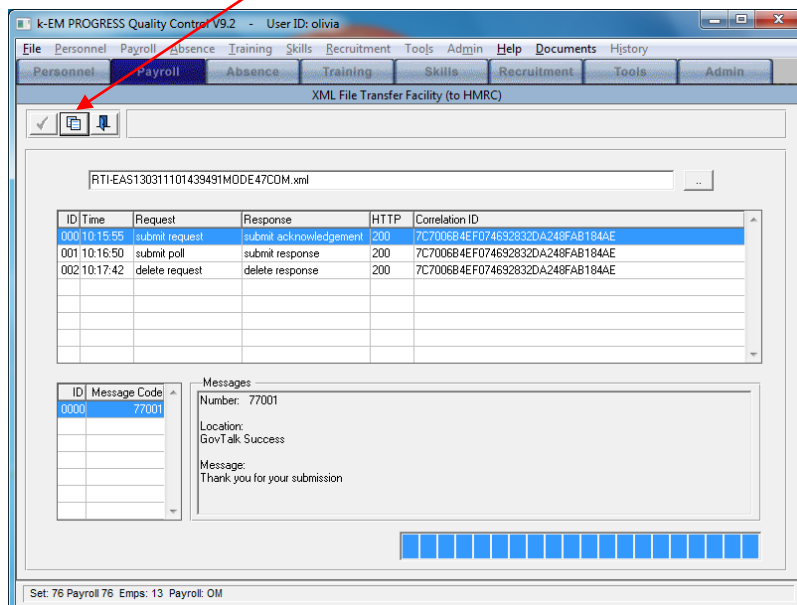 k-EM PROGRESS Quality Control V9.2 - User ID: olivia
File Personnel Payroll Absence Training Skills Recruitment Tools Admin Help Documents History
Personnel Payroll Absence Training Skills Recruitment Tools Admin
XML File Transfer Facility (to HMRC)
RTI-EAS130311101439491MODE47COM.xml ..
ID Time Request Response HTTP Correlation ID
000 10:15:55 submit request submit acknowledgement 200 7C7006B4EF074692832DA248FAB184AE
001 10:16:50 submit poll submit response 200 7C7006B4EF074692832DA248FAB184AE
002 10:17:42 delete request delete response 200 7C7006B4EF074692832DA248FAB184AE
ID Message Code
0000 77001
Messages
Number: 77001
Location:
GovTalk Success
Message:
Thank you for your submission
Set: 76 Payroll 76 Emps: 13 Payroll: OM